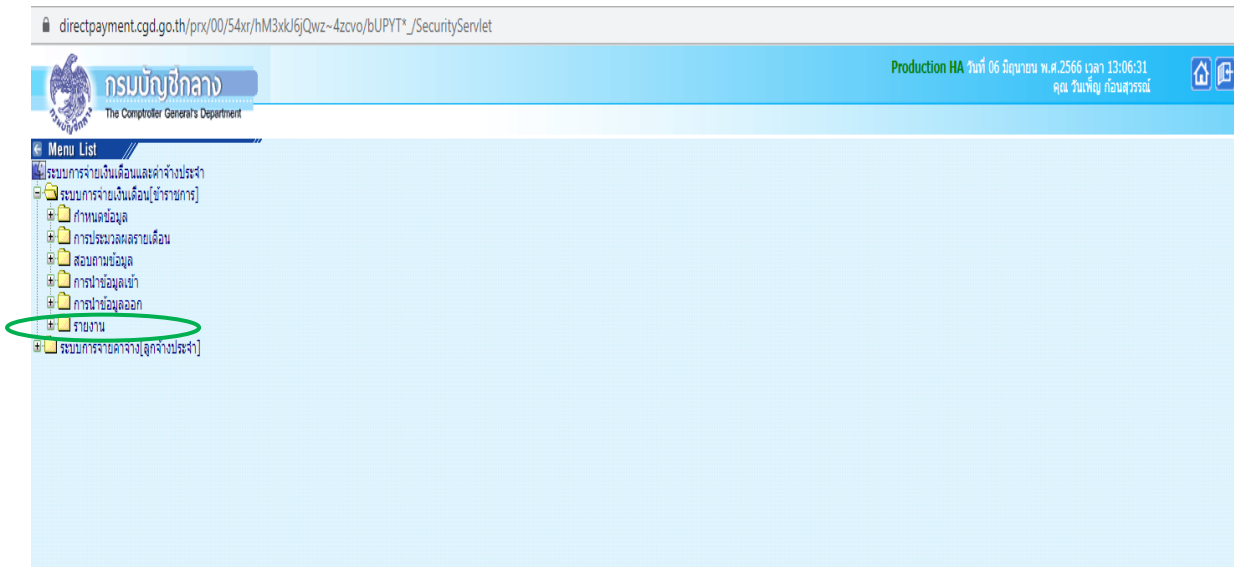 directpayment.cgd.go.th/prx/00/54xr/hM3xkJ6jQwz~4zcvo/bUPYT*_/SecurityServlet
กรมบัญชีกลาง
The Comptroller General's Department
กรมบัญชีกลาง
Production HA วันที่ 06 มิถุนายน พ.ศ.2566 เวลา 13:06:31
คุณ วันเพ็ญ ก้อนสุวรรณ์
Menu List
ระบบการจ่ายเงินเดือนและค่าจ้างประจำ
ระบบการจ่ายเงินเดือน[ข้าราชการ]
กำหนดข้อมูล
การประมวลผลรายเดือน
สอบถามข้อมูล
การนำข้อมูลเข้า
การนำข้อมูลออก
รายงาน
ระบบการจ่ายค่าจ้าง[ลูกจ้างประจำ]